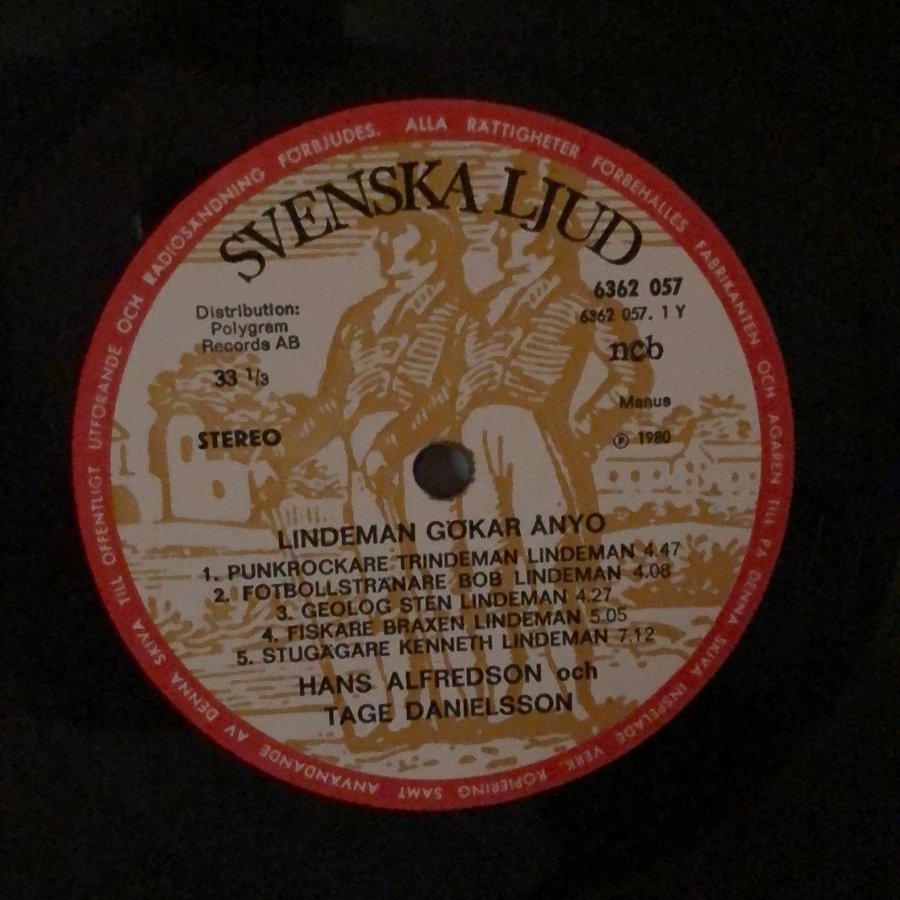 SVENSKA LJUD
Distribution:
Polygram
Records AB
33 1/3
STEREO
6362 057
6362 057. 1 Y
ncb
Manus
Ⓟ 1980
LINDEMAN GÖKAR ÅNYO
1. PUNKROCKARE TRINDEMAN LINDEMAN 4.47
2. FOTBOLLSTRÄNARE BOB LINDEMAN 4.08
3. GEOLOG STEN LINDEMAN 4.27
4. FISKARE BRAXEN LINDEMAN 5.05
5. STUGÄGARE KENNETH LINDEMAN 7.12
HANS ALFREDSON och
TAGE DANIELSSON
ALLA RÄTTIGHETER FÖRBEHÅLLES FABRIKANTEN OCH ÄGAREN TILL PÅ DENNA SKIVA INSPELADE VERK. KOPIERING SAMT ANVÄNDANDE AV DENNA SKIVA TILL OFFENTLIGT UTFÖRANDE OCH RADIOSÄNDNING FÖRBJUDES.